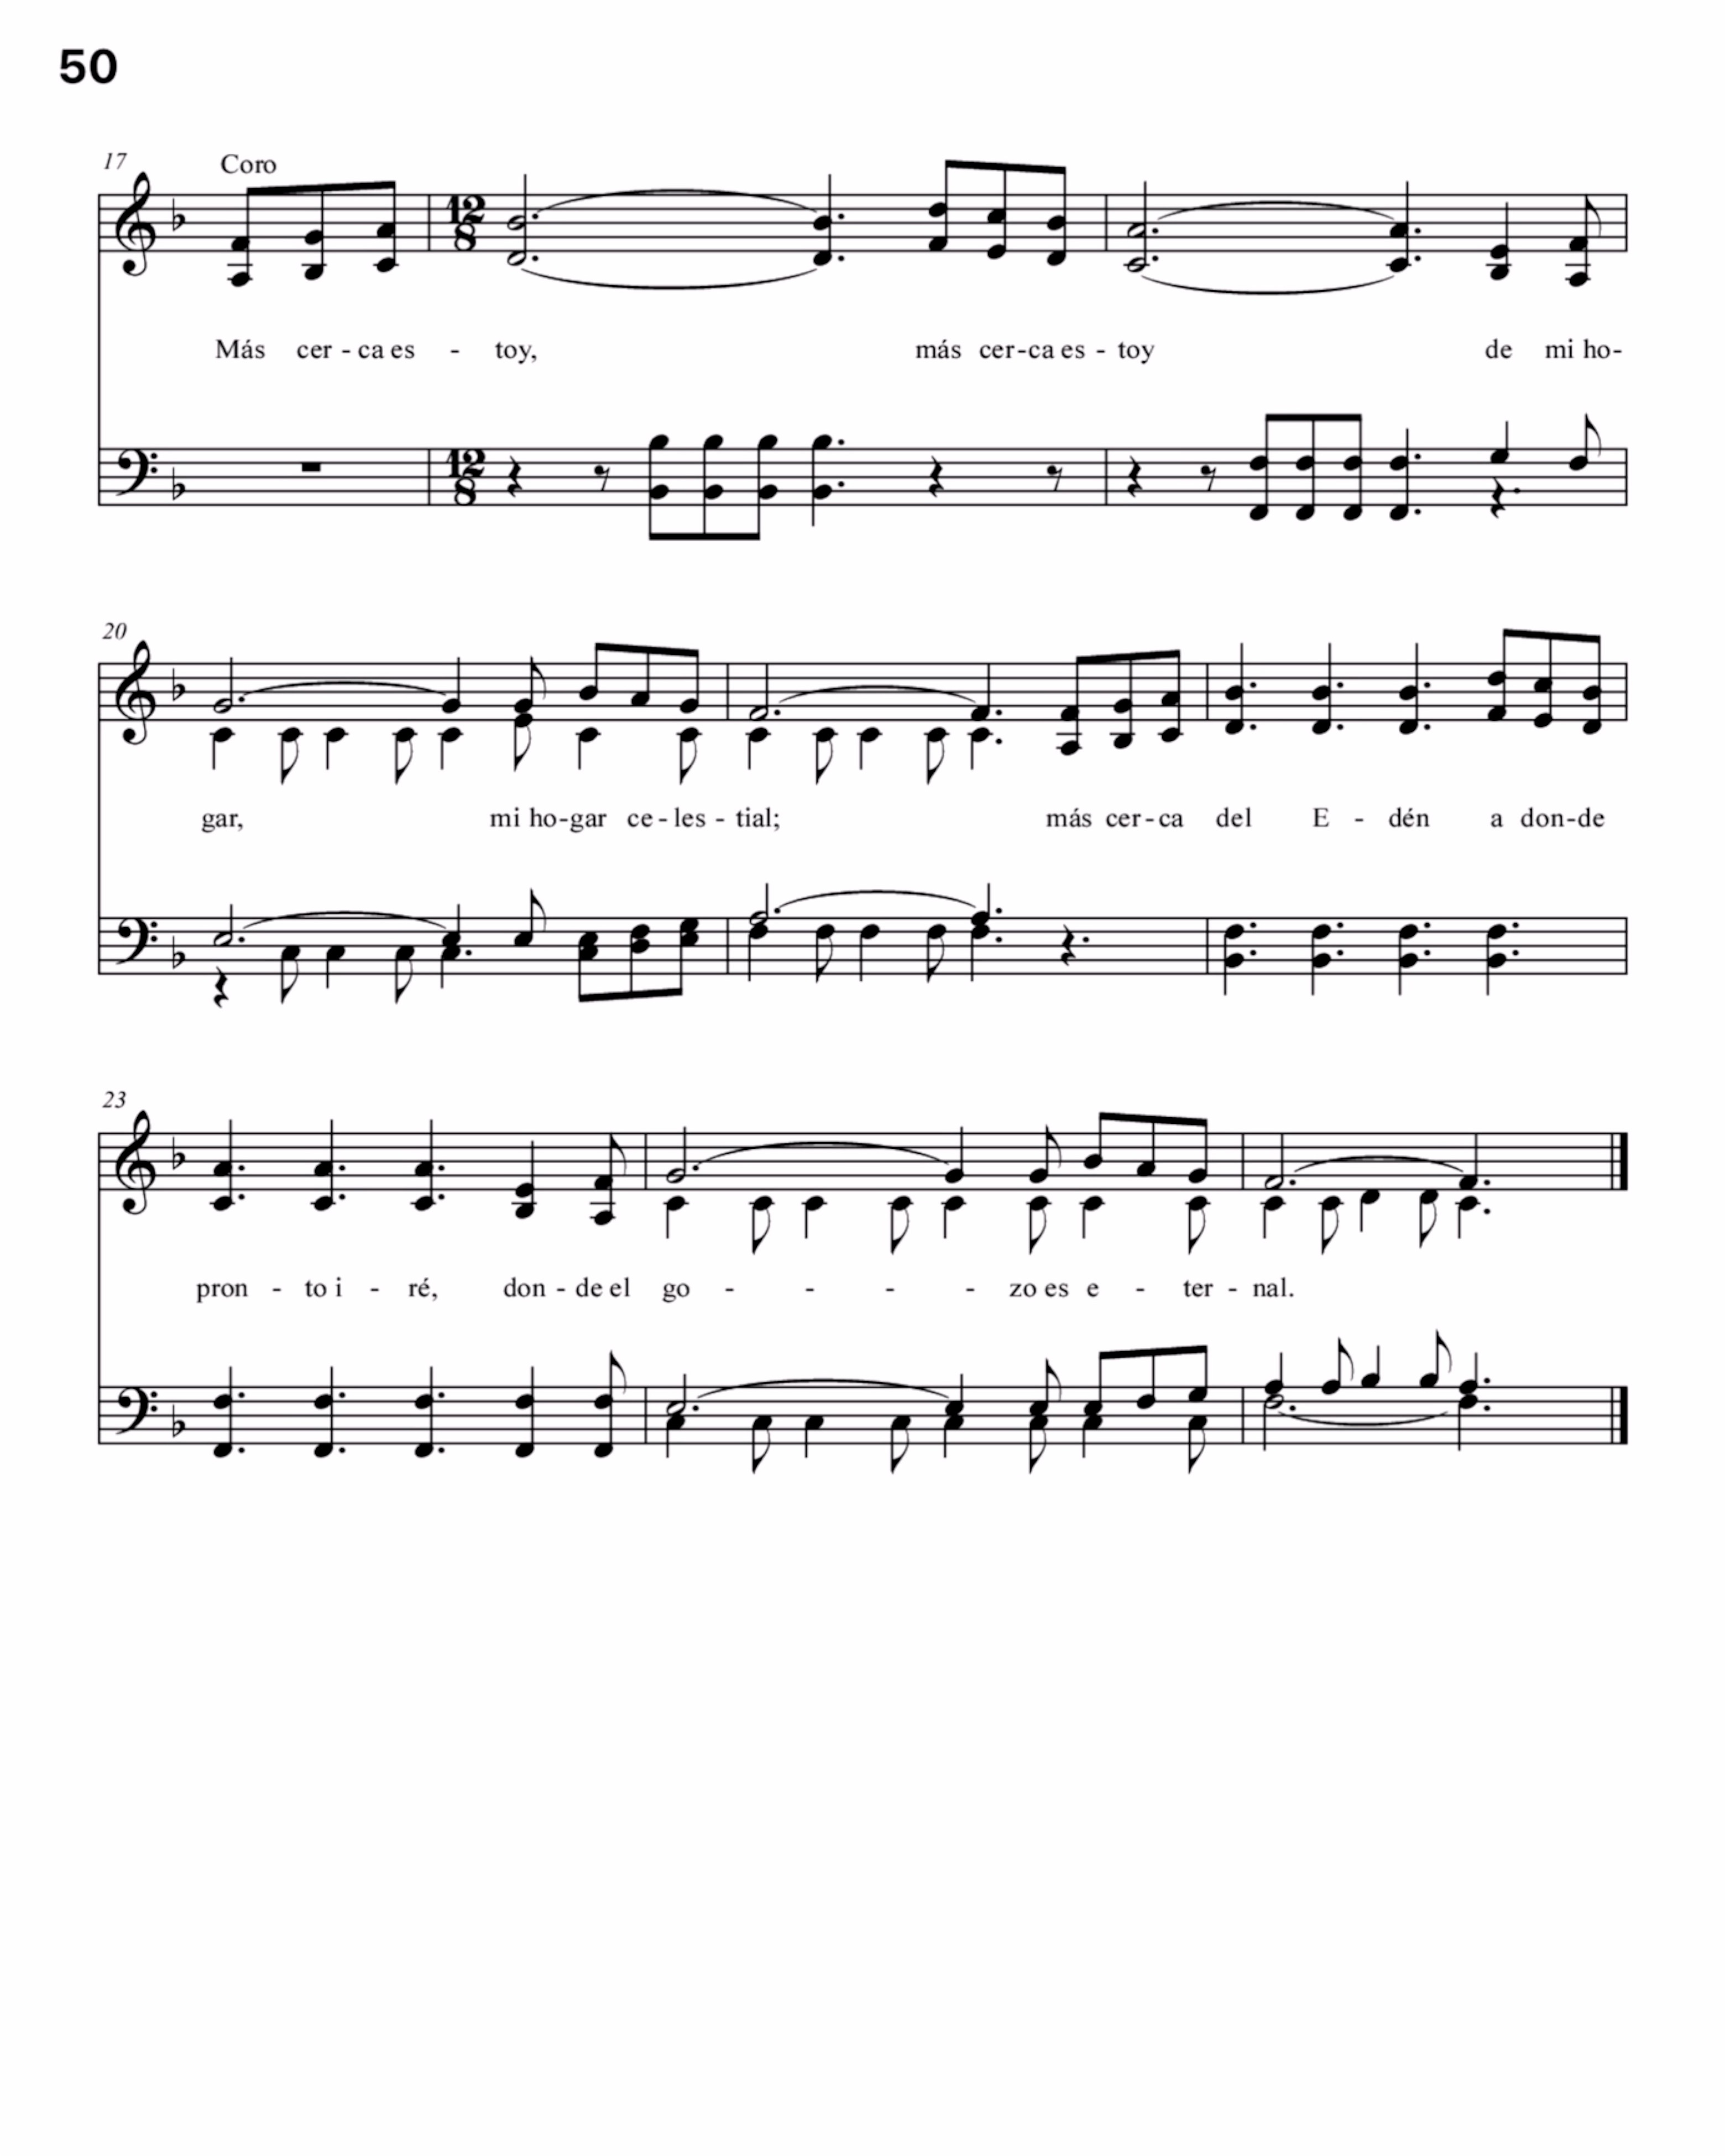 50
17
Coro
12
8
Más cer - ca es - toy, más cer-ca es - toy de mi ho-
12
8
20
gar, mi ho-gar ce - les - tial; más cer - ca del E - dén a don-de
23
pron - to i - ré, don - de el go - - - - zo es e - ter - nal.